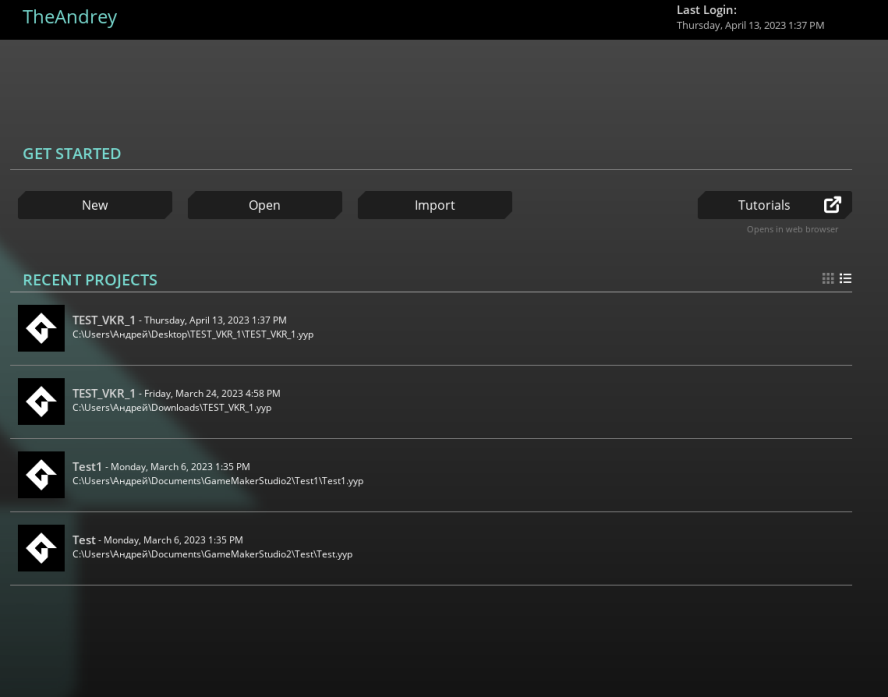 TheAndrey
Last Login:
Thursday, April 13, 2023 1:37 PM
GET STARTED
New
Open
Import
Tutorials
Opens in web browser
RECENT PROJECTS
TEST_VKR_1 - Thursday, April 13, 2023 1:37 PM
C:\Users\Андрей\Desktop\TEST_VKR_1\TEST_VKR_1.yyp
TEST_VKR_1 - Friday, March 24, 2023 4:58 PM
C:\Users\Андрей\Downloads\TEST_VKR_1.yyp
Test1 - Monday, March 6, 2023 1:35 PM
C:\Users\Андрей\Documents\GameMakerStudio2\Test1\Test1.yyp
Test - Monday, March 6, 2023 1:35 PM
C:\Users\Андрей\Documents\GameMakerStudio2\Test\Test.yyp